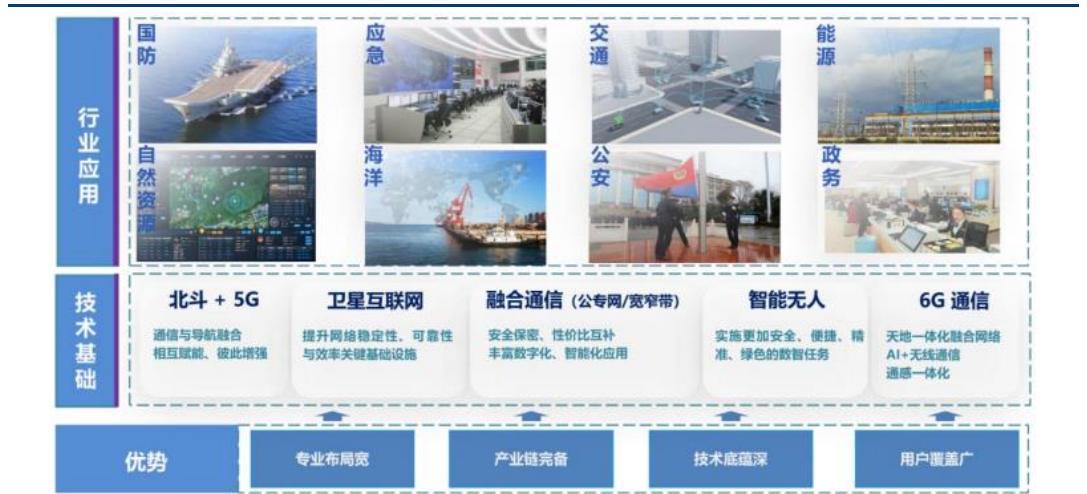 行业应用
国防
应急
交通
能源
自然资源
海洋
公安
政务
技术基础
北斗 + 5G
通信与导航融合
相互赋能、彼此增强
卫星互联网
提升网络稳定性、可靠性
与效率关键基础设施
融合通信（公专网/宽窄带）
安全保密、性价比互补
丰富数字化、智能化应用
智能无人
实施更加安全、便捷、精
准、绿色的数智任务
6G 通信
天地一体化融合网络
AI+无线通信
通感一体化
优势
专业布局宽
产业链完备
技术底蕴深
用户覆盖广